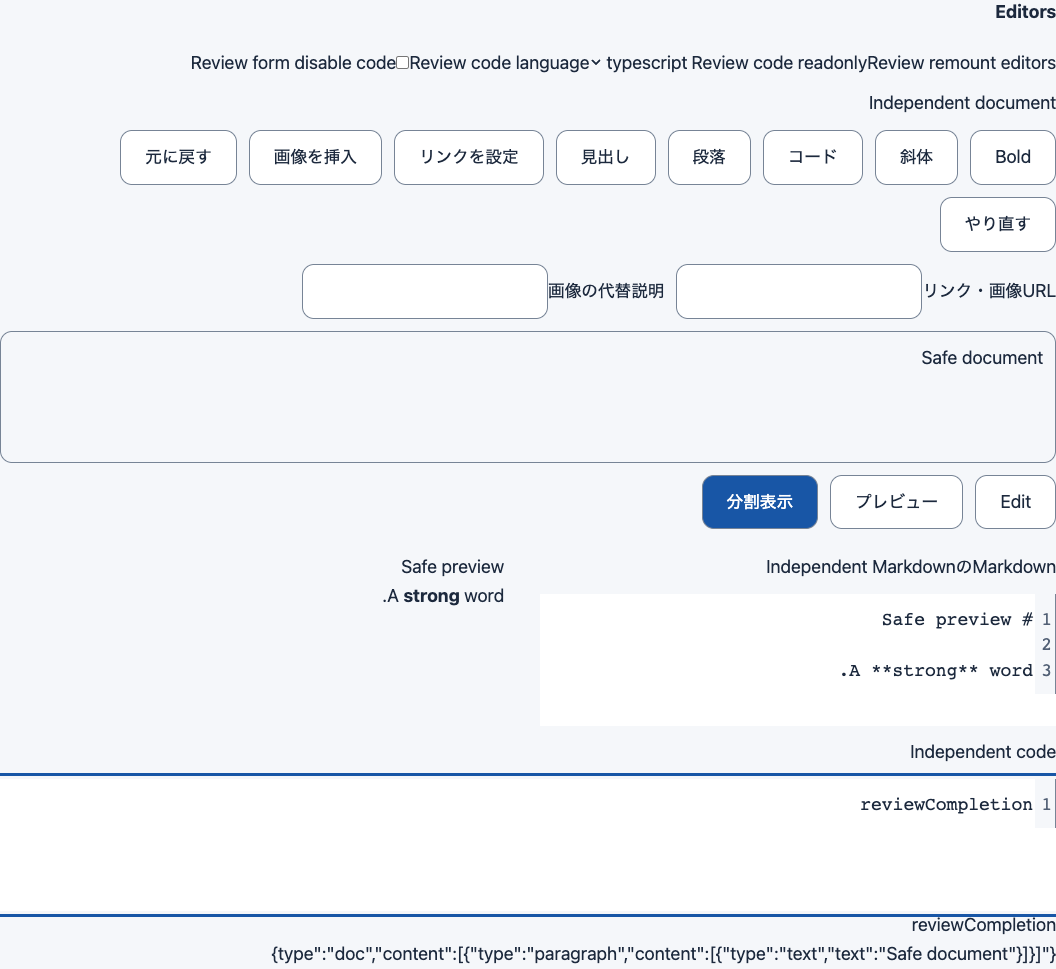 Editors
Review form disable code Review code language typescript Review code readonlyReview remount editors
Independent document
元に戻す 画像を挿入 リンクを設定 見出し 段落 コード 斜体 Bold
やり直す
画像の代替説明 リンク・画像URL
Safe document
分割表示 プレビュー Edit
Independent MarkdownのMarkdown
Safe preview # 1
2
.A **strong** word 3
Safe preview
.A strong word
Independent code
reviewCompletion 1
reviewCompletion
{type":"doc","content":[{"type":"paragraph","content":[{"type":"text","text":"Safe document"}]}]"}